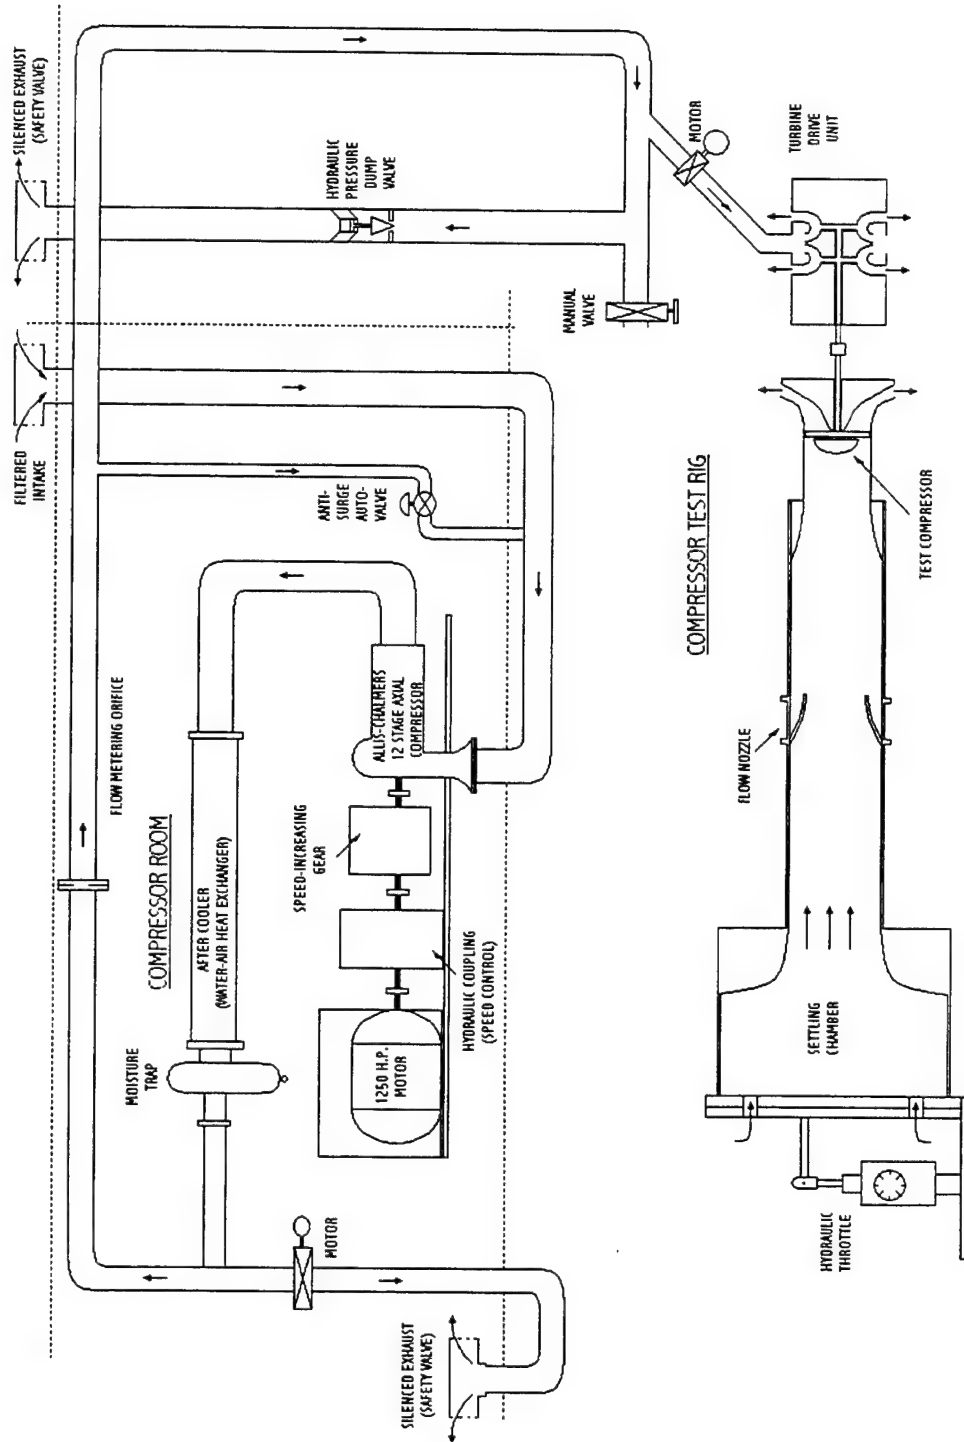 SILENCED EXHAUST
(SAFETY VALVE)
HYDRAULIC
PRESSURE
DUMP
VALVE
MOTOR
TURBINE
DRIVE
UNIT
FILTERED
INTAKE
ANTI-
SURGE
AUTO-
VALVE
MANUAL
VALVE
FLOW METERING ORIFICE
COMPRESSOR ROOM
AFTER COOLER
(WATER-AIR HEAT EXCHANGER)
MOISTURE
TRAP
ALLIS-CHALMERS
12 STAGE AXIAL
COMPRESSOR
SPEED-INCREASING
GEAR
HYDRAULIC COUPLING
(SPEED CONTROL)
1250 H.P.
MOTOR
MOTOR
SILENCED EXHAUST
(SAFETY VALVE)
COMPRESSOR TEST RIG
TEST COMPRESSOR
FLOW NOZZLE
SETTLING
CHAMBER
HYDRAULIC
THROTTLE